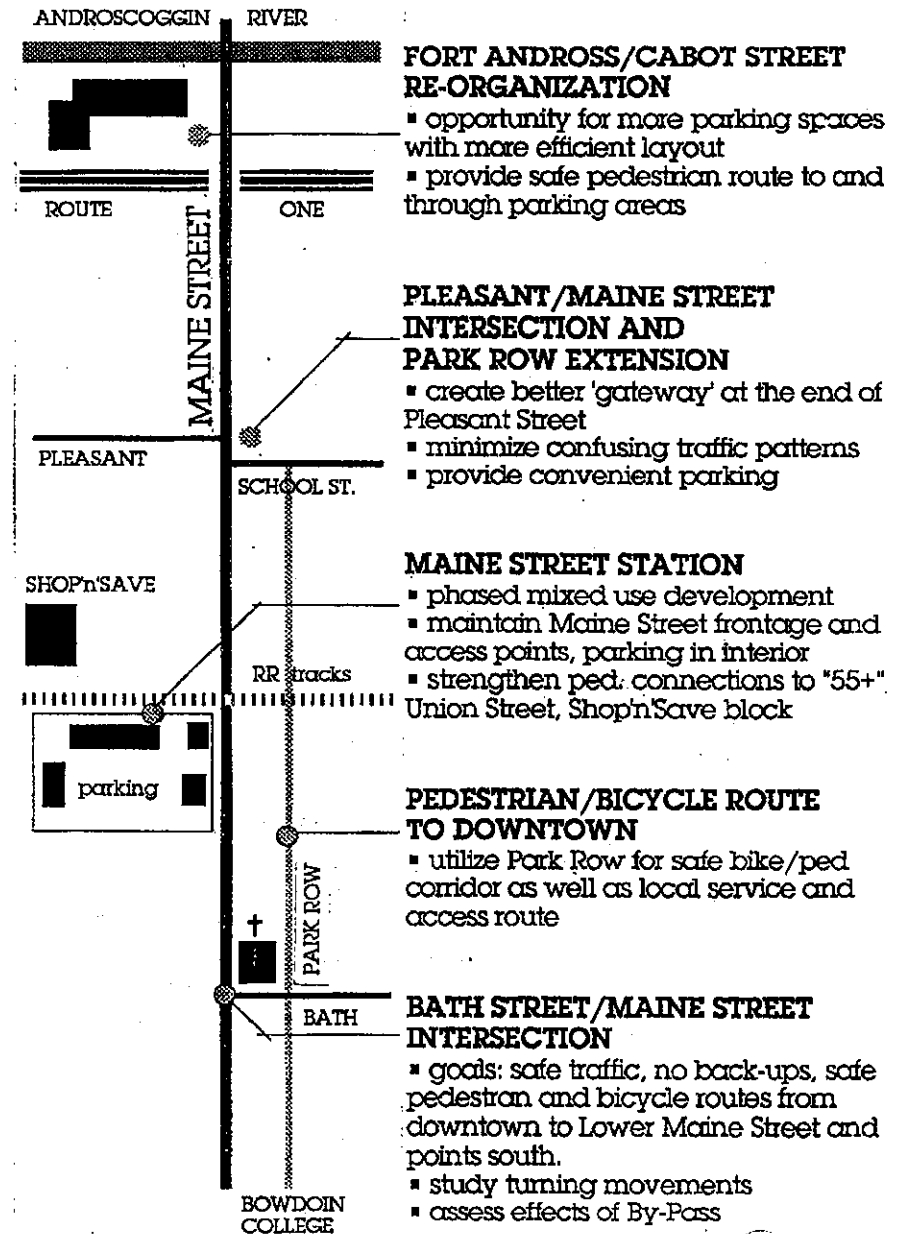 ANDROSCOGGIN RIVER
ROUTE ONE
MAINE STREET
PLEASANT
SCHOOL ST.
SHOP'n'SAVE
RR tracks
parking
PARK ROW
BATH
BOWDOIN
COLLEGE
FORT ANDROSS/CABOT STREET
RE-ORGANIZATION
▪ opportunity for more parking spaces
with more efficient layout
▪ provide safe pedestrian route to and
through parking areas
PLEASANT/MAINE STREET
INTERSECTION AND
PARK ROW EXTENSION
▪ create better 'gateway' at the end of
Pleasant Street
▪ minimize confusing traffic patterns
▪ provide convenient parking
MAINE STREET STATION
▪ phased mixed use development
▪ maintain Maine Street frontage and
access points, parking in interior
▪ strengthen ped. connections to "55+"
Union Street, Shop'n'Save block
PEDESTRIAN/BICYCLE ROUTE
TO DOWNTOWN
▪ utilize Park Row for safe bike/ped
corridor as well as local service and
access route
BATH STREET/MAINE STREET
INTERSECTION
▪ goals: safe traffic, no back-ups, safe
pedestran and bicycle routes from
downtown to Lower Maine Street and
points south.
▪ study turning movements
▪ assess effects of By-Pass